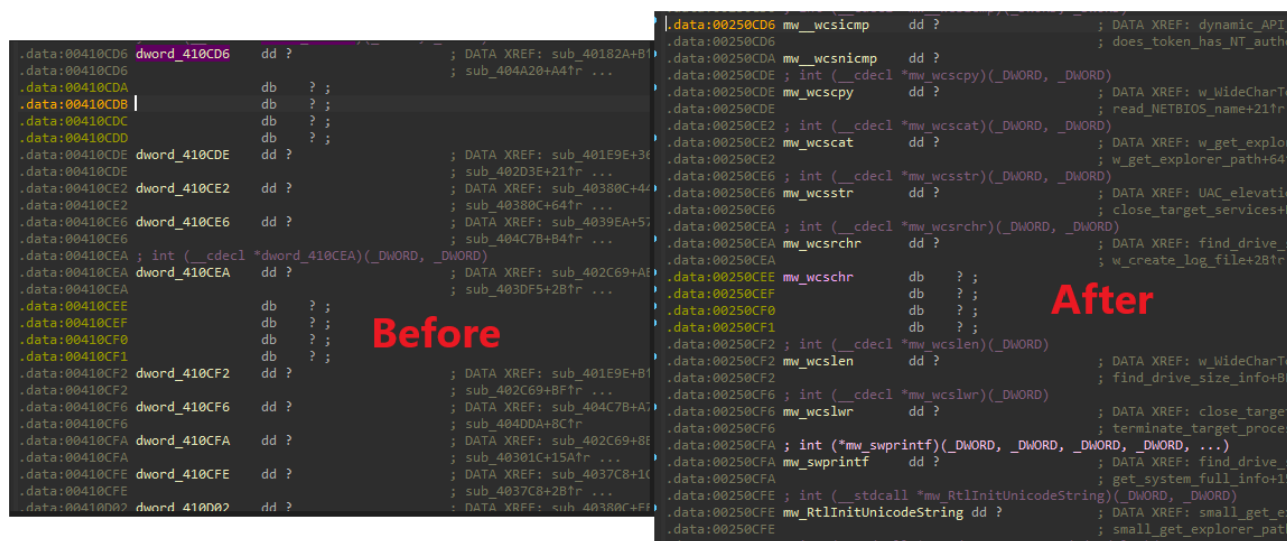 .data:00410CD6 dword_410CD6 dd ? ; DATA XREF: sub_40182A+B1
.data:00410CD6 ; sub_404A20+A4↑r ...
.data:00410CDA db ? ;
.data:00410CDB db ? ;
.data:00410CDC db ? ;
.data:00410CDD db ? ;
.data:00410CDE dword_410CDE dd ? ; DATA XREF: sub_401E9E+36
.data:00410CDE ; sub_402D3E+21↑r ...
.data:00410CE2 dword_410CE2 dd ? ; DATA XREF: sub_40380C+44
.data:00410CE2 ; sub_40380C+64↑r ...
.data:00410CE6 dword_410CE6 dd ? ; DATA XREF: sub_4039EA+57
.data:00410CE6 ; sub_404C7B+B4↑r ...
.data:00410CEA ; int (__cdecl *dword_410CEA)(_DWORD, _DWORD)
.data:00410CEA dword_410CEA dd ? ; DATA XREF: sub_402C69+AE
.data:00410CEA ; sub_403DF5+2B↑r ...
.data:00410CEE db ? ;
.data:00410CEF db ? ;
.data:00410CF0 db ? ;
.data:00410CF1 db ? ;
.data:00410CF2 dword_410CF2 dd ? ; DATA XREF: sub_401E9E+B1
.data:00410CF2 ; sub_402C69+BF↑r ...
.data:00410CF6 dword_410CF6 dd ? ; DATA XREF: sub_404C7B+A7
.data:00410CF6 ; sub_404DDA+8C↑r
.data:00410CFA dword_410CFA dd ? ; DATA XREF: sub_402C69+8E
.data:00410CFA ; sub_40301C+15A↑r ...
.data:00410CFE dword_410CFE dd ? ; DATA XREF: sub_4037C8+1C
.data:00410CFE ; sub_4037C8+2B↑r ...
.data:00410D02 dword_410D02 dd ? ; DATA XREF: sub_40380C+FF
Before
.data:00250CD6 mw__wcsicmp dd ? ; DATA XREF: dynamic_API_
.data:00250CD6 ; does_token_has_NT_autho
.data:00250CDA mw__wcsnicmp dd ?
.data:00250CDE ; int (__cdecl *mw_wcscpy)(_DWORD, _DWORD)
.data:00250CDE mw_wcscpy dd ? ; DATA XREF: w_WideCharTo
.data:00250CDE ; read_NETBIOS_name+21↑r
.data:00250CE2 ; int (__cdecl *mw_wcscat)(_DWORD, _DWORD)
.data:00250CE2 mw_wcscat dd ? ; DATA XREF: w_get_explor
.data:00250CE2 ; w_get_explorer_path+64
.data:00250CE6 ; int (__cdecl *mw_wcsstr)(_DWORD, _DWORD)
.data:00250CE6 mw_wcsstr dd ? ; DATA XREF: UAC_elevati
.data:00250CE6 ; close_target_services+
.data:00250CEA ; int (__cdecl *mw_wcsrchr)(_DWORD, _DWORD)
.data:00250CEA mw_wcsrchr dd ? ; DATA XREF: find_drive_
.data:00250CEA ; w_create_log_file+2B↑r
.data:00250CEE mw_wcschr db ? ;
.data:00250CEF db ? ;
.data:00250CF0 db ? ;
.data:00250CF1 db ? ;
.data:00250CF2 ; int (__cdecl *mw_wcslen)(_DWORD)
.data:00250CF2 mw_wcslen dd ? ; DATA XREF: w_WideCharTo
.data:00250CF2 ; find_drive_size_info+B
.data:00250CF6 ; int (__cdecl *mw_wcslwr)(_DWORD)
.data:00250CF6 mw_wcslwr dd ? ; DATA XREF: close_target
.data:00250CF6 ; terminate_target_proces
.data:00250CFA ; int (*mw_swprintf)(_DWORD, _DWORD, _DWORD, _DWORD, ...)
.data:00250CFA mw_swprintf dd ? ; DATA XREF: find_drive_
.data:00250CFA ; get_system_full_info+1
.data:00250CFE ; int (__stdcall *mw_RtlInitUnicodeString)(_DWORD, _DWORD)
.data:00250CFE mw_RtlInitUnicodeString dd ? ; DATA XREF: small_get_e
.data:00250CFE ; small_get_explorer_pat
After